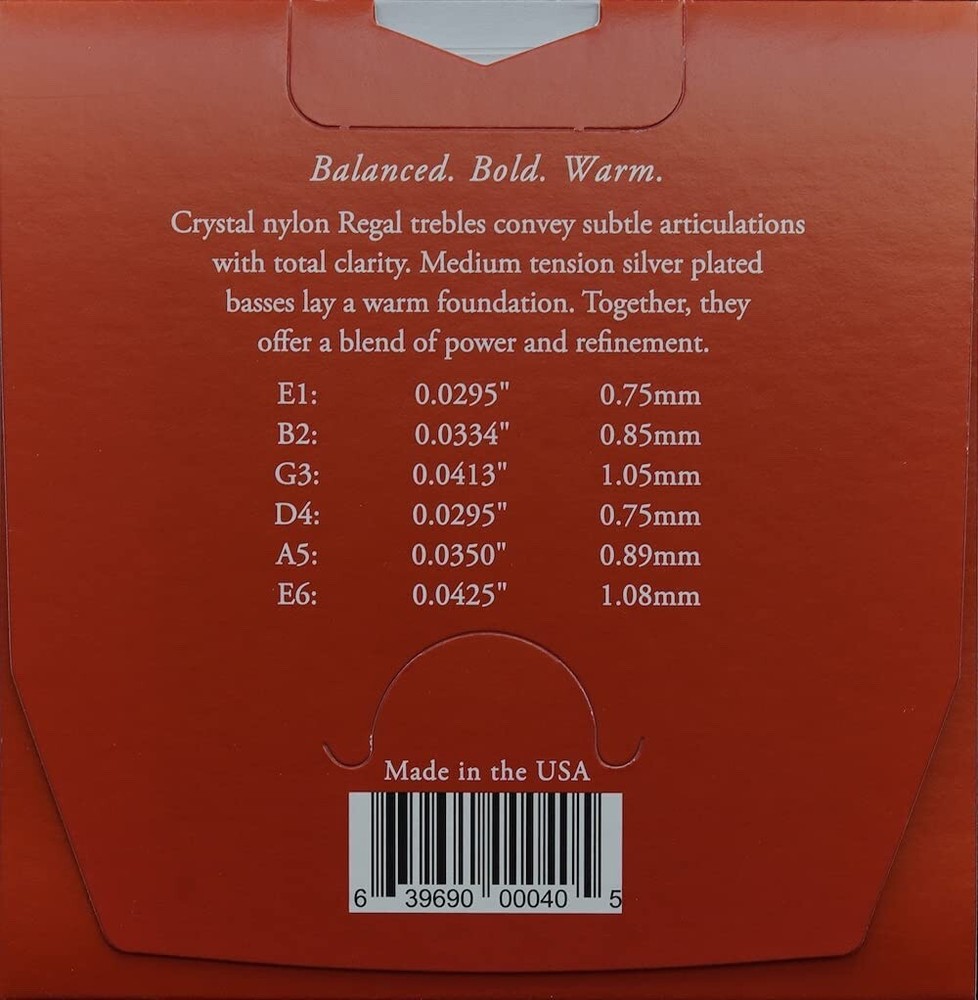 Balanced. Bold. Warm.
Crystal nylon Regal trebles convey subtle articulations
with total clarity. Medium tension silver plated
basses lay a warm foundation. Together, they
offer a blend of power and refinement.
E1: 0.0295" 0.75mm
B2: 0.0334" 0.85mm
G3: 0.0413" 1.05mm
D4: 0.0295" 0.75mm
A5: 0.0350" 0.89mm
E6: 0.0425" 1.08mm
Made in the USA
6 39690 00040 5